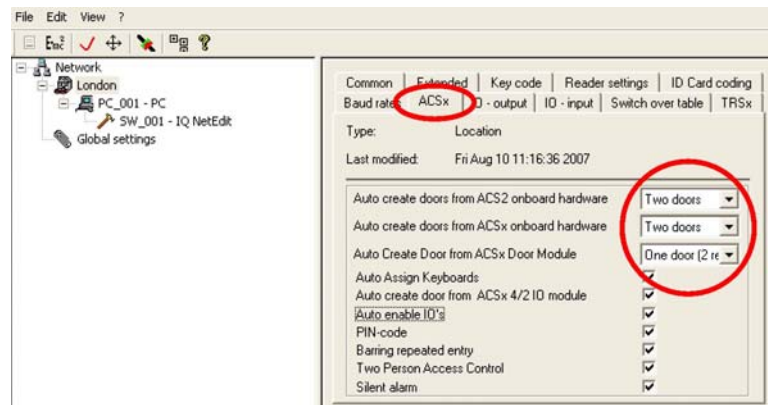 File Edit View ?
Network
London
PC_001 - PC
SW_001 - IQ NetEdit
Global settings
Common Extended Key code Reader settings ID Card coding
Baud rates ACSx IO - output IO - input Switch over table TRSx
Type: Location
Last modified: Fri Aug 10 11:16:36 2007
Auto create doors from ACS2 onboard hardware Two doors
Auto create doors from ACSx onboard hardware Two doors
Auto Create Door from ACSx Door Module One door (2 re
Auto Assign Keyboards
Auto create door from ACSx 4/2 IO module
Auto enable IO's
PIN-code
Barring repeated entry
Two Person Access Control
Silent alarm